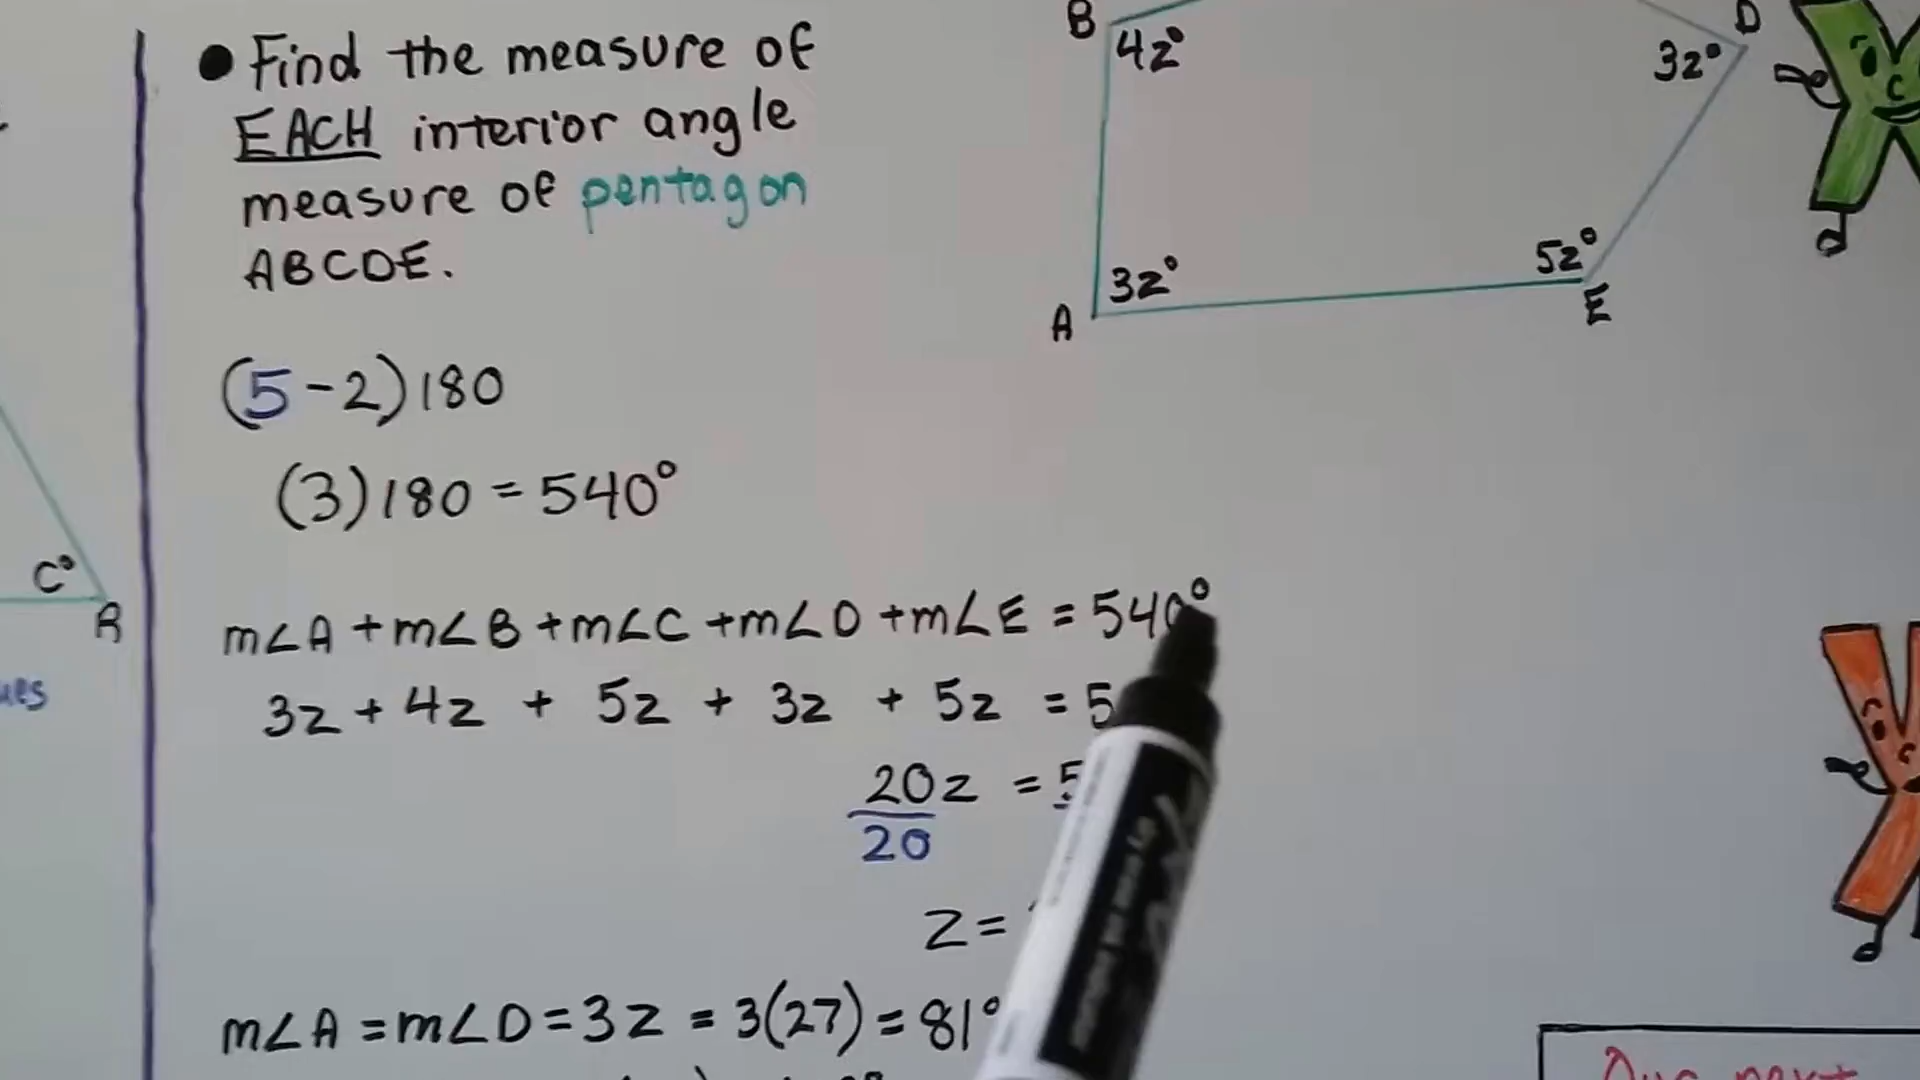 • Find the measure of
EACH interior angle
measure of pentagon
ABCDE.
(5-2)180
(3)180 = 540°
m∠A + m∠B + m∠C + m∠D + m∠E = 540°
3z + 4z + 5z + 3z + 5z = 5
20z = 5
20
z =
m∠A = m∠D = 3z = 3(27) = 81°
B
4z°
D
3z°
A
3z°
5z°
E
C°
R